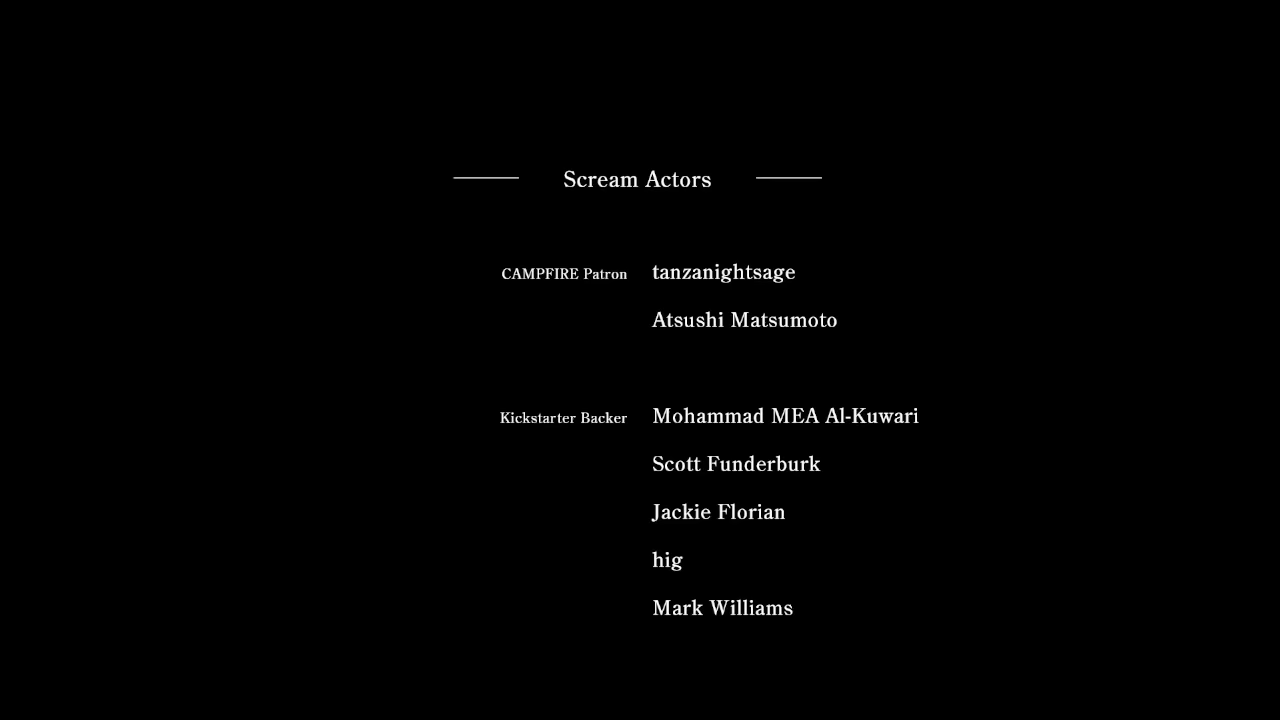 Scream Actors
CAMPFIRE Patron tanzanightsage
Atsushi Matsumoto
Kickstarter Backer Mohammad MEA Al-Kuwari
Scott Funderburk
Jackie Florian
hig
Mark Williams